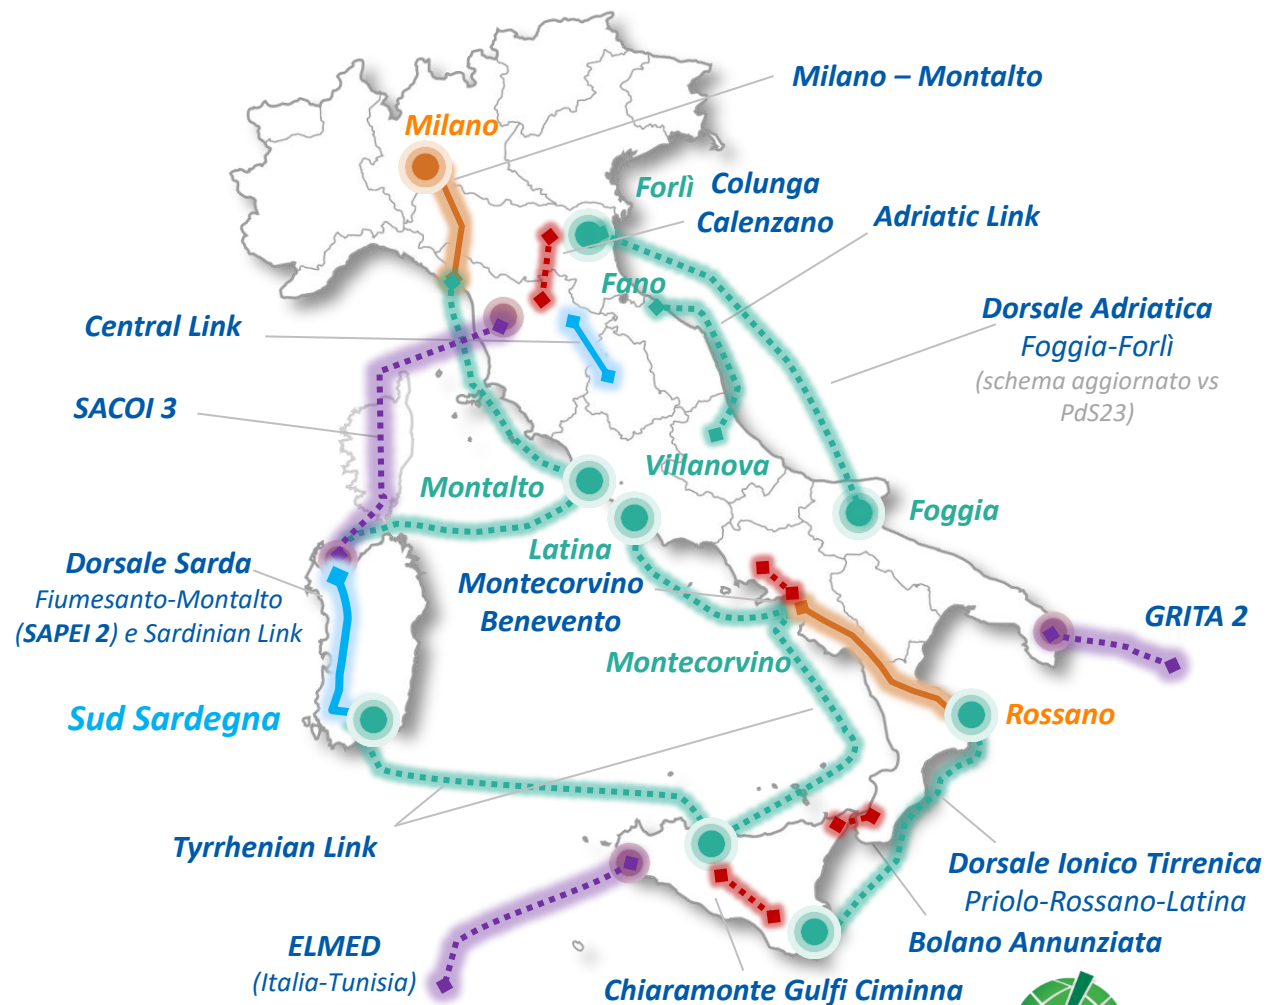 Milano – Montalto
Milano
Forlì
Colunga
Calenzano
Adriatic Link
Fano
Dorsale Adriatica
Foggia-Forlì
(schema aggiornato vs
PdS23)
Central Link
SACOI 3
Villanova
Montalto
Foggia
Latina
Dorsale Sarda
Fiumesanto-Montalto
(SAPEI 2) e Sardinian Link
Montecorvino
Benevento
GRITA 2
Montecorvino
Sud Sardegna
Rossano
Tyrrhenian Link
Dorsale Ionico Tirrenica
Priolo-Rossano-Latina
Bolano Annunziata
ELMED
(Italia-Tunisia)
Chiaramonte Gulfi Ciminna